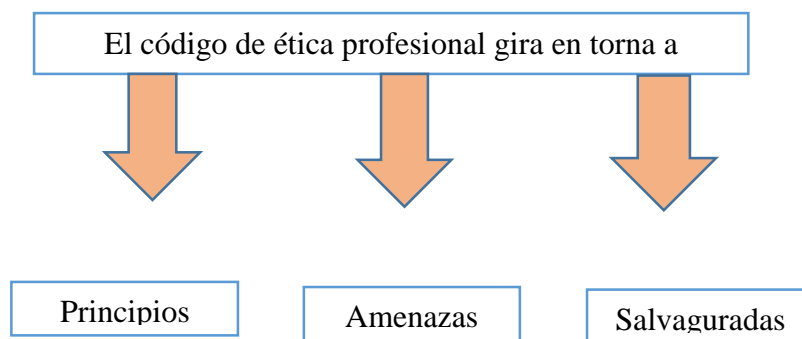 El código de ética profesional gira en torna a
Principios
Amenazas
Salvaguradas